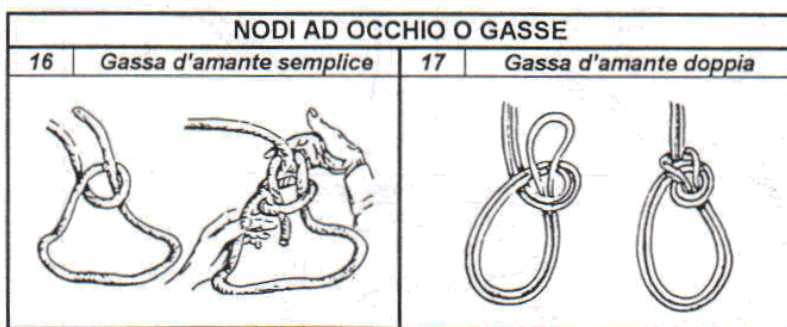 NODI AD OCCHIO O GASSE
16 Gassa d'amante semplice 17 Gassa d'amante doppia